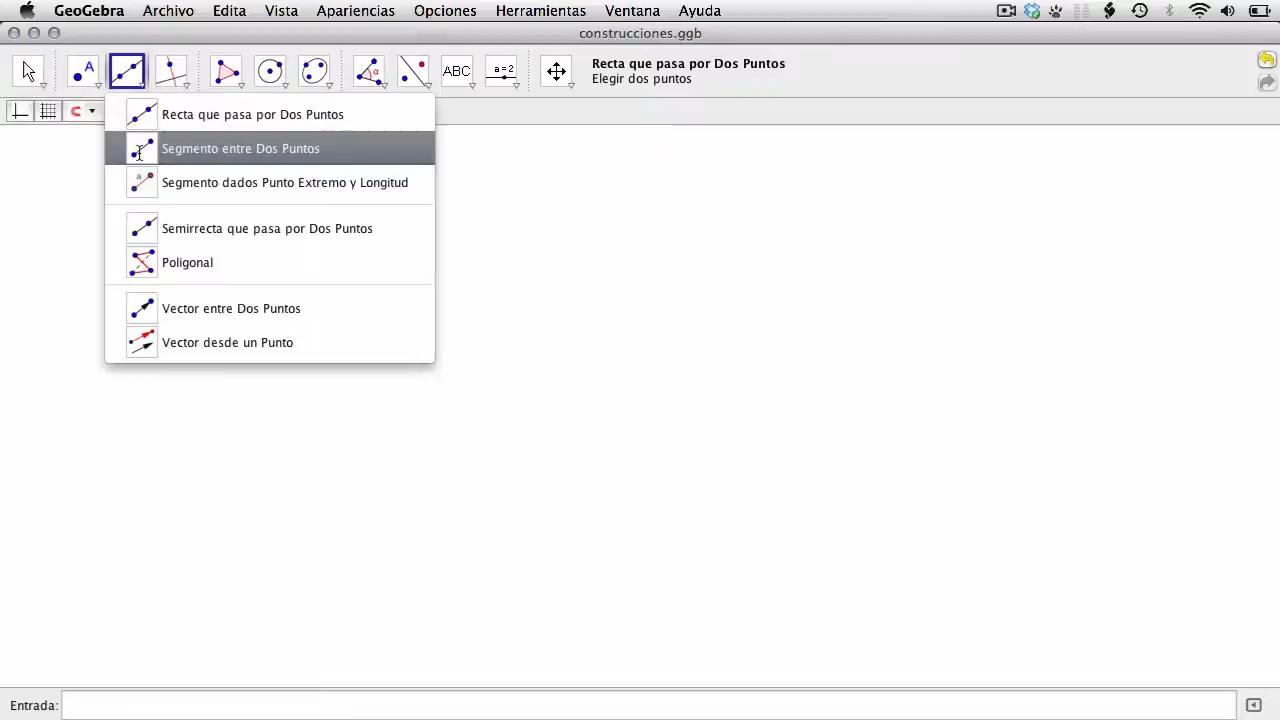 GeoGebra Archivo Edita Vista Apariencias Opciones Herramientas Ventana Ayuda
construcciones.ggb
A
α
ABC
a=2
Recta que pasa por Dos Puntos
Elegir dos puntos
Recta que pasa por Dos Puntos
Segmento entre Dos Puntos
a
Segmento dados Punto Extremo y Longitud
Semirrecta que pasa por Dos Puntos
Poligonal
Vector entre Dos Puntos
Vector desde un Punto
Entrada: